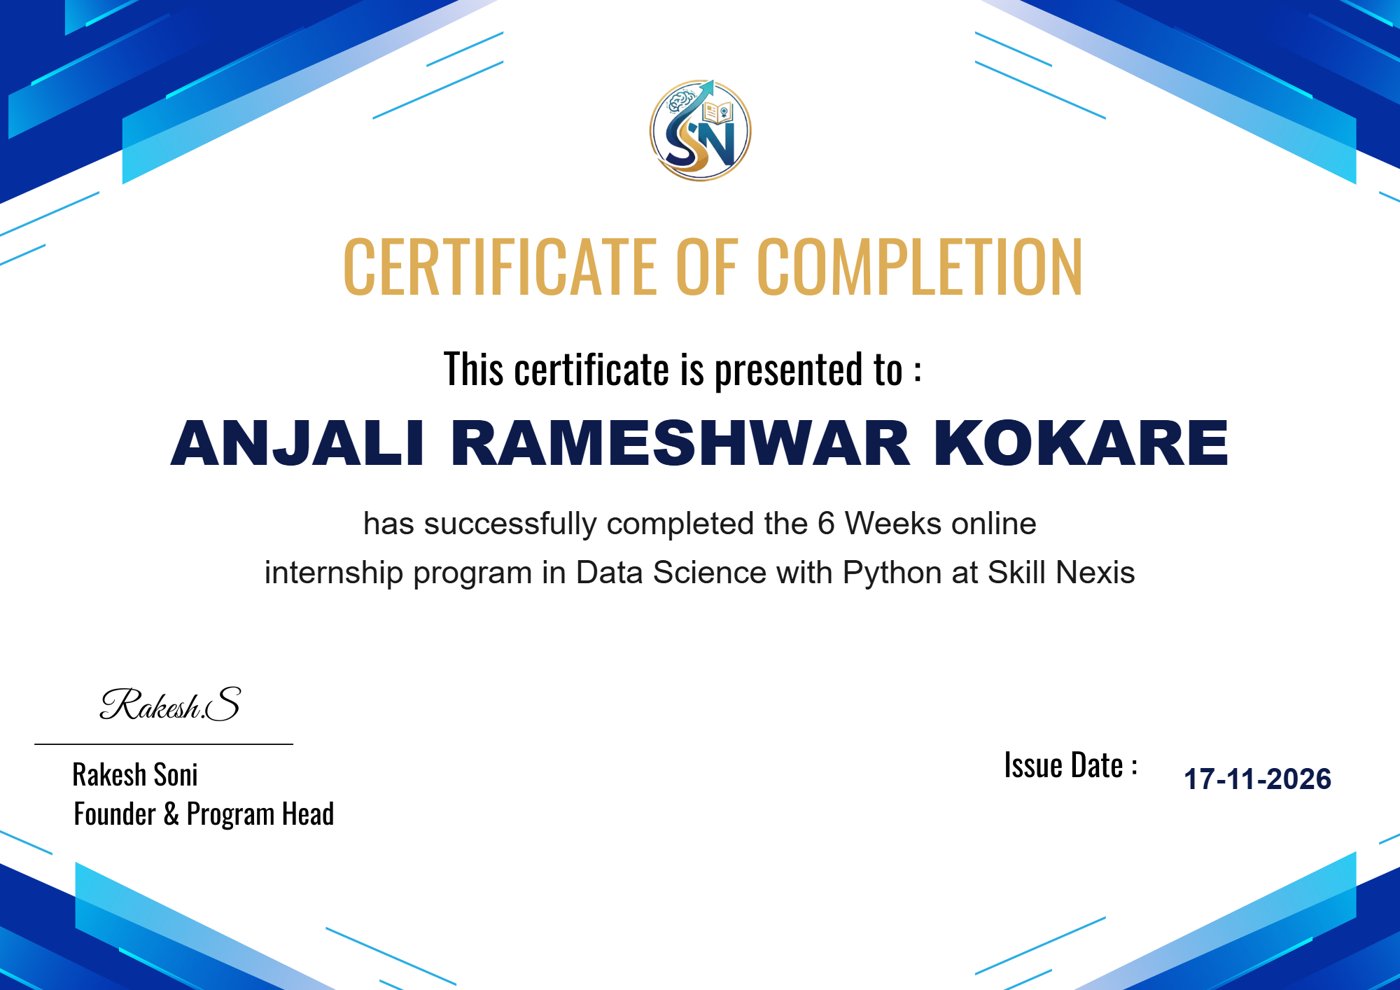 SSN
CERTIFICATE OF COMPLETION
This certificate is presented to :
ANJALI RAMESHWAR KOKARE
has successfully completed the 6 Weeks online
internship program in Data Science with Python at Skill Nexis
Rakesh.S
Rakesh Soni
Founder & Program Head
Issue Date :
17-11-2026